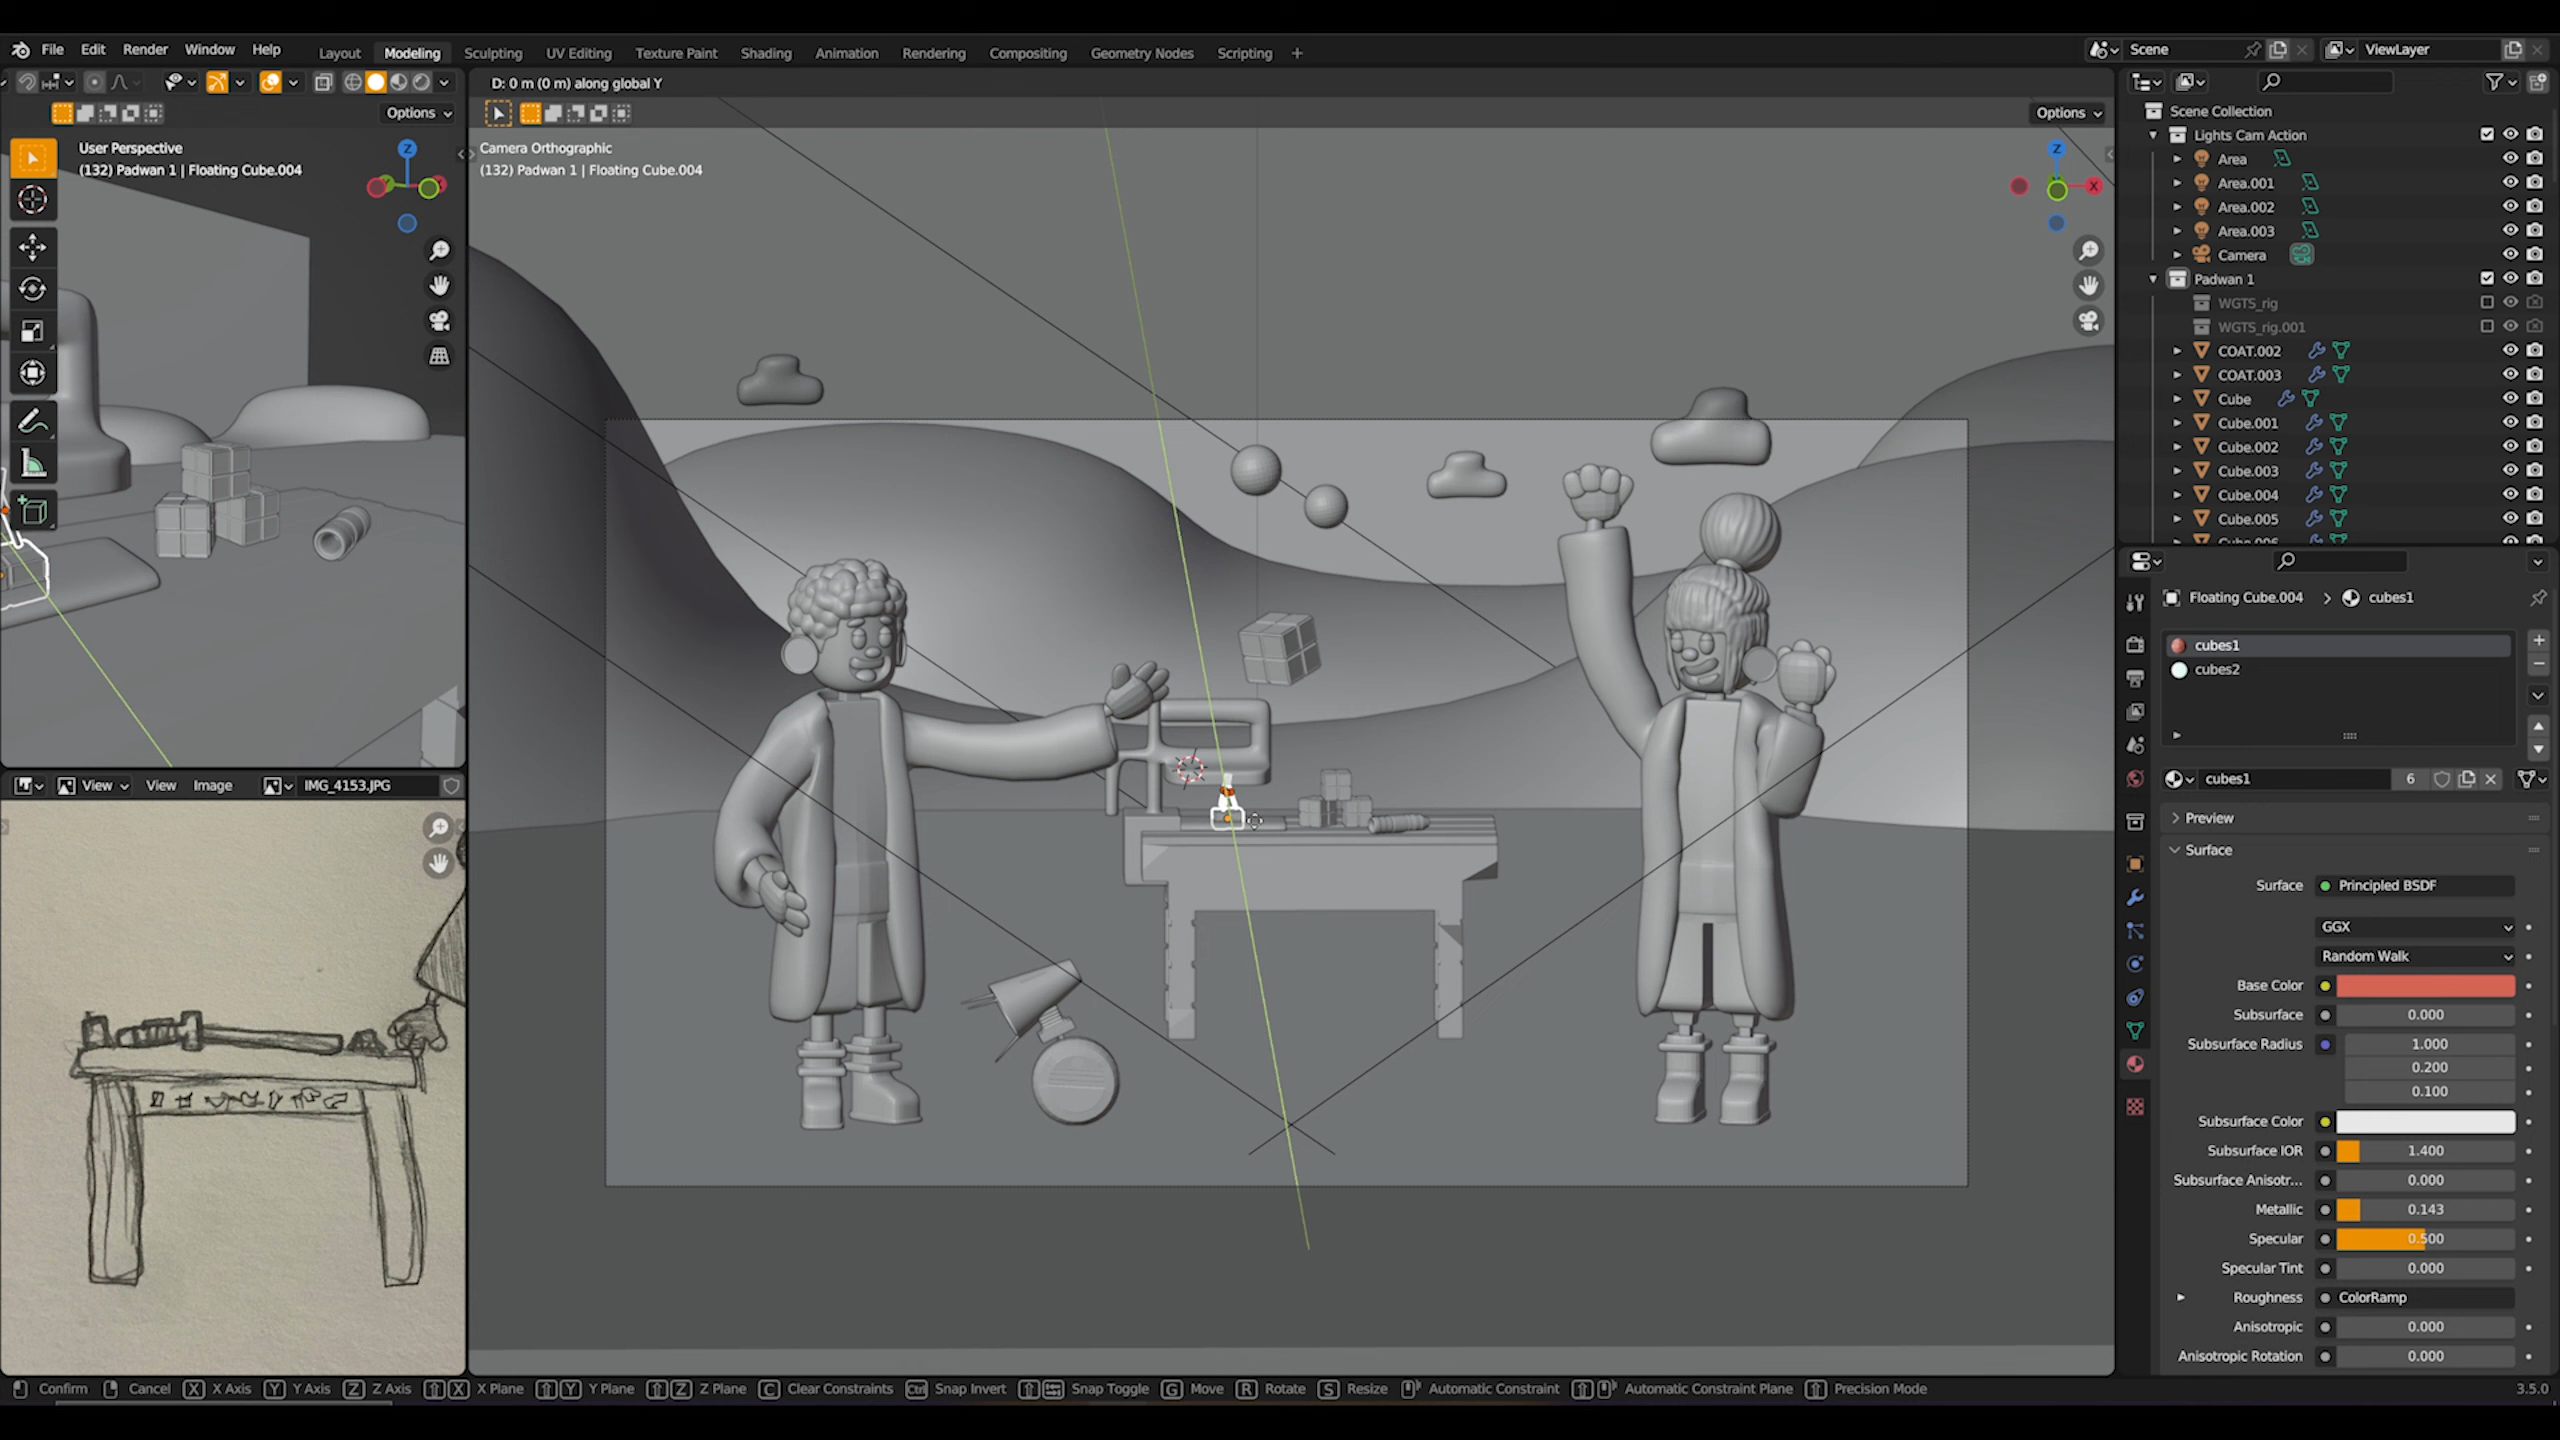 File Edit Render Window Help
Layout Modeling Sculpting UV Editing Texture Paint Shading Animation Rendering Compositing Geometry Nodes Scripting +
Scene
ViewLayer
D: 0 m (0 m) along global Y
Options
Options
User Perspective
(132) Padwan 1 | Floating Cube.004
Camera Orthographic
(132) Padwan 1 | Floating Cube.004
Z
Z
X
Scene Collection
Lights Cam Action
Area
Area.001
Area.002
Area.003
Camera
Padwan 1
WGTS_rig
WGTS_rig.001
COAT.002
COAT.003
Cube
Cube.001
Cube.002
Cube.003
Cube.004
Cube.005
Cube.006
Floating Cube.004 > cubes1
cubes1
cubes2
cubes1 6
Preview
Surface
Surface Principled BSDF
GGX
Random Walk
Base Color
Subsurface 0.000
Subsurface Radius 1.000
0.200
0.100
Subsurface Color
Subsurface IOR 1.400
Subsurface Anisotr... 0.000
Metallic 0.143
Specular 0.500
Specular Tint 0.000
Roughness ColorRamp
Anisotropic 0.000
Anisotropic Rotation 0.000
View View Image IMG_4153.JPG
Confirm Cancel X X Axis Y Y Axis Z Z Axis X X Plane Y Y Plane Z Z Plane C Clear Constraints Ctrl Snap Invert Snap Toggle G Move R Rotate S Resize Automatic Constraint Automatic Constraint Plane Precision Mode
3.5.0